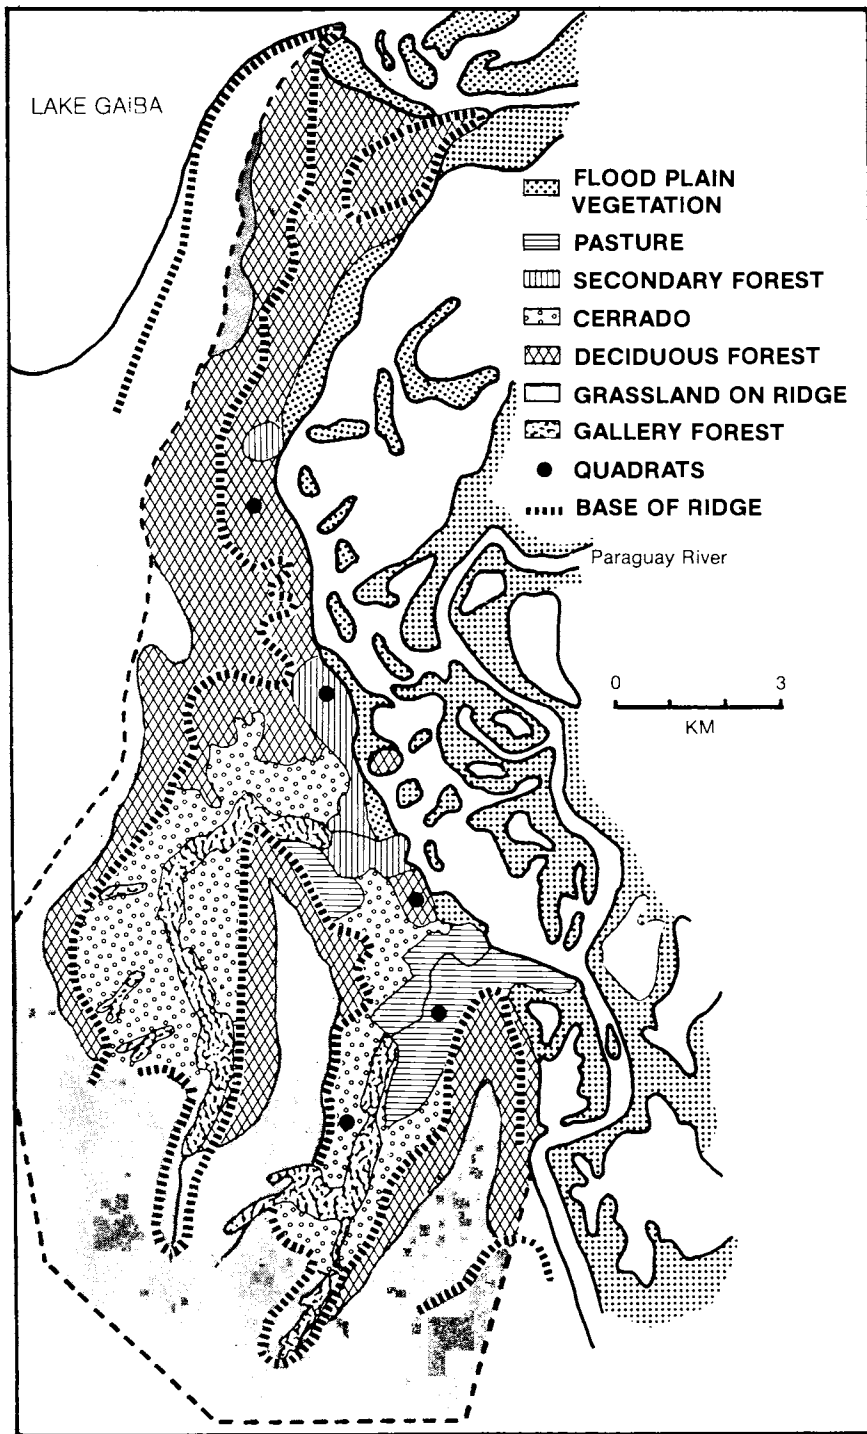 LAKE GAIBA
FLOOD PLAIN
VEGETATION
PASTURE
SECONDARY FOREST
CERRADO
DECIDUOUS FOREST
GRASSLAND ON RIDGE
GALLERY FOREST
QUADRATS
BASE OF RIDGE
Paraguay River
0 3
KM